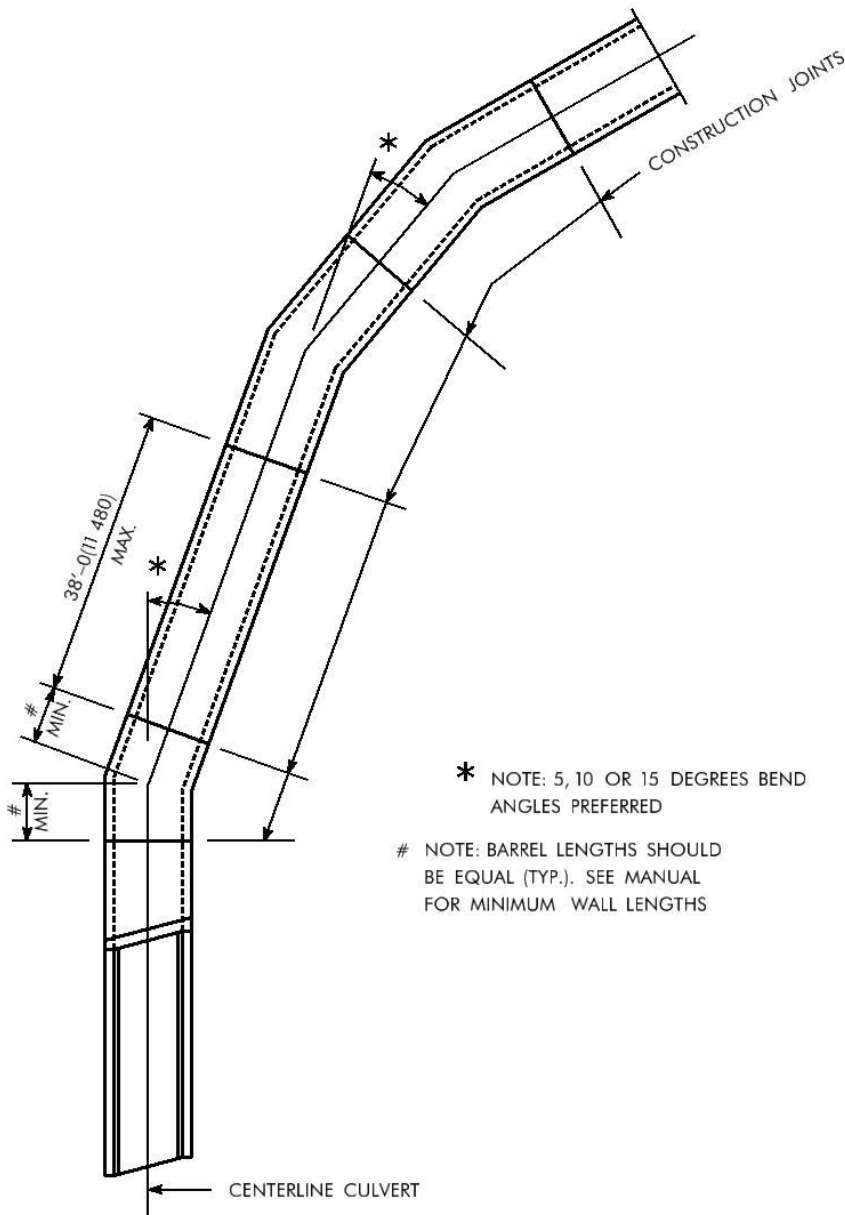 *
CONSTRUCTION JOINTS
38'-0(11 480)
MAX.
*
#
MIN.
#
MIN.
* NOTE: 5, 10 OR 15 DEGREES BEND
ANGLES PREFERRED
# NOTE: BARREL LENGTHS SHOULD
BE EQUAL (TYP.). SEE MANUAL
FOR MINIMUM WALL LENGTHS
CENTERLINE CULVERT